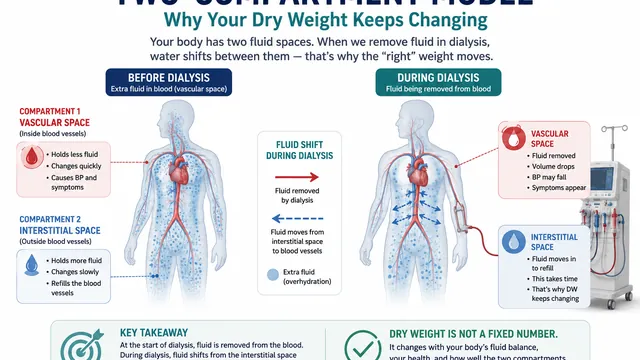 TWO-COMPARTMENT MODEL
Why Your Dry Weight Keeps Changing
Your body has two fluid spaces. When we remove fluid in dialysis,
water shifts between them — that's why the "right" weight moves.
BEFORE DIALYSIS
Extra fluid in blood (vascular space)
COMPARTMENT 1
VASCULAR SPACE
(Inside blood vessels)
• Holds less fluid
• Changes quickly
• Causes BP and
symptoms
COMPARTMENT 2
INTERSTITIAL SPACE
(Outside blood vessels)
• Holds more fluid
• Changes slowly
• Refills the blood
vessels
FLUID SHIFT
DURING DIALYSIS
Fluid removed
by dialysis
Fluid moves from
interstitial space
to blood vessels
Extra fluid
(overhydration)
DURING DIALYSIS
Fluid being removed from blood
VASCULAR
SPACE
• Fluid removed
• Volume drops
• BP may fall
• Symptoms appear
INTERSTITIAL
SPACE
• Fluid moves in to
refill
• This takes time
• That's why DW
keeps changing
KEY TAKEAWAY
At the start of dialysis, fluid is removed from the blood.
During dialysis, fluid shifts from the interstitial space
DRY WEIGHT IS NOT A FIXED NUMBER.
It changes with your body's fluid balance,
your health, and how well the two compartments